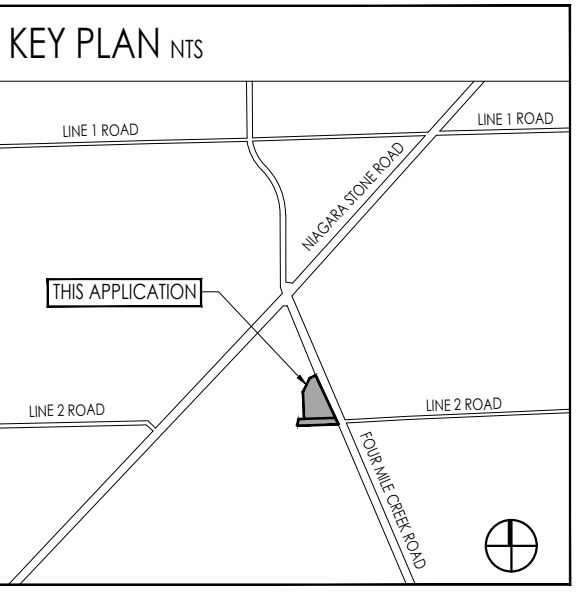 KEY PLAN NTS
LINE 1 ROAD
LINE 1 ROAD
NIAGARA STONE ROAD
THIS APPLICATION
LINE 2 ROAD
LINE 2 ROAD
FOUR MILE CREEK ROAD